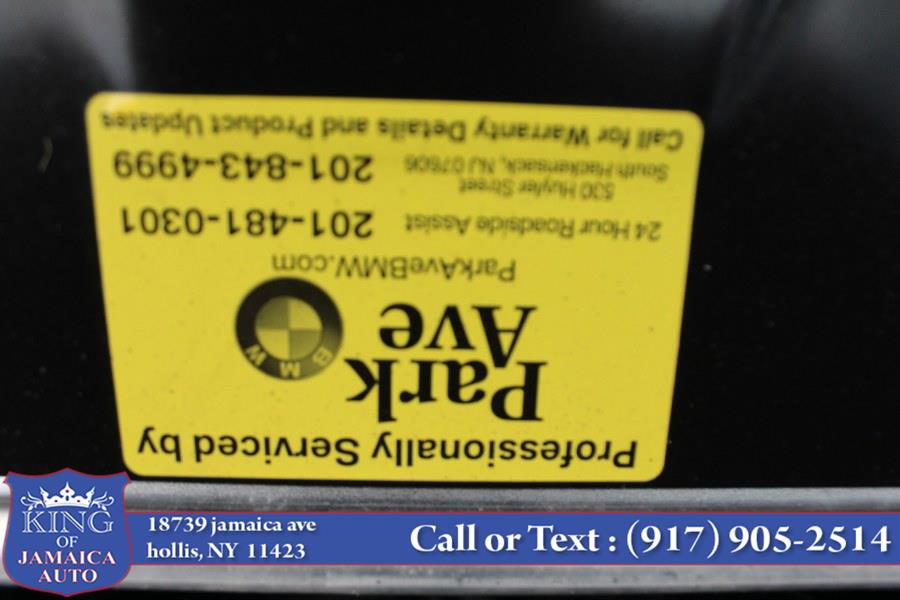 Professionally Serviced by
Park
Ave
BMW
ParkAveBMW.com
24 Hour Roadside Assist 201-481-0301
530 Huyler Street
South Hackensack, NJ 07606 201-843-4999
Call for Warranty Details and Product Updates
KING
OF
JAMAICA
AUTO
18739 jamaica ave
hollis, NY 11423
Call or Text : (917) 905-2514